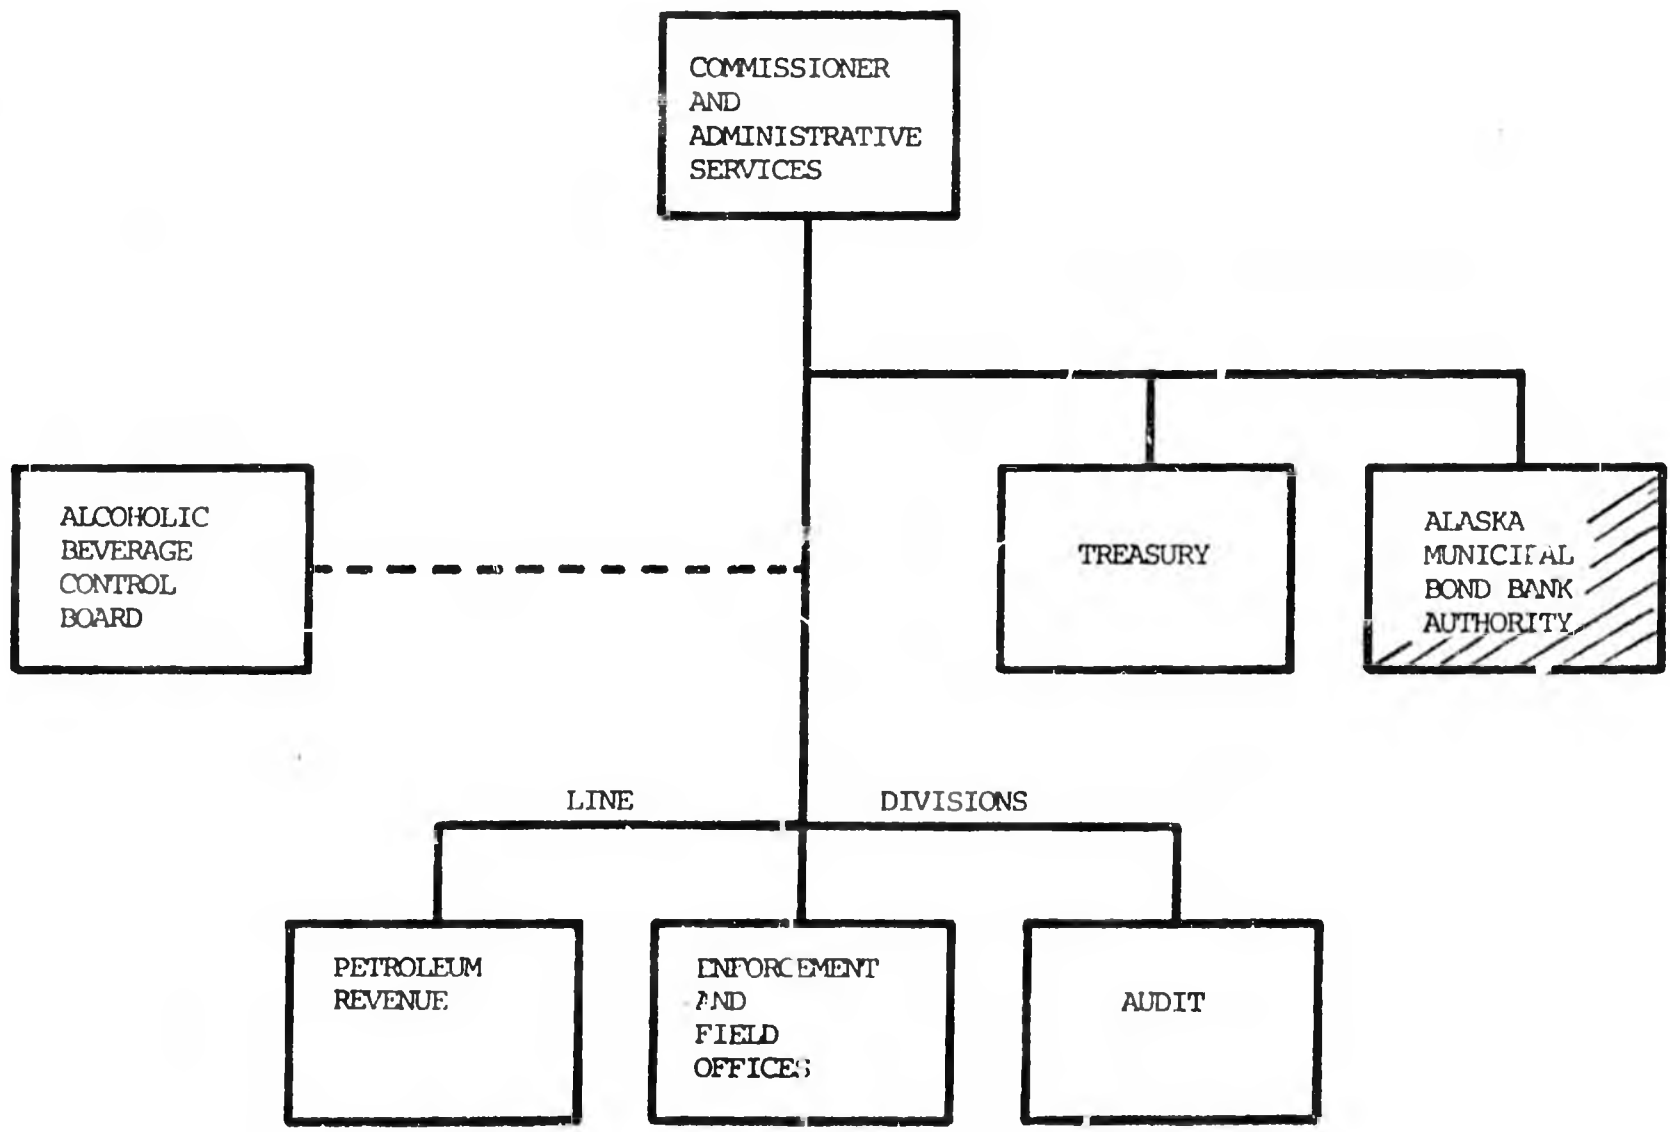 COMMISSIONER
AND
ADMINISTRATIVE
SERVICES
ALCOHOLIC
BEVERAGE
CONTROL
BOARD
TREASURY
ALASKA
MUNICIPAL
BOND BANK
AUTHORITY
LINE DIVISIONS
PETROLEUM
REVENUE
ENFORCEMENT
AND
FIELD
OFFICES
AUDIT